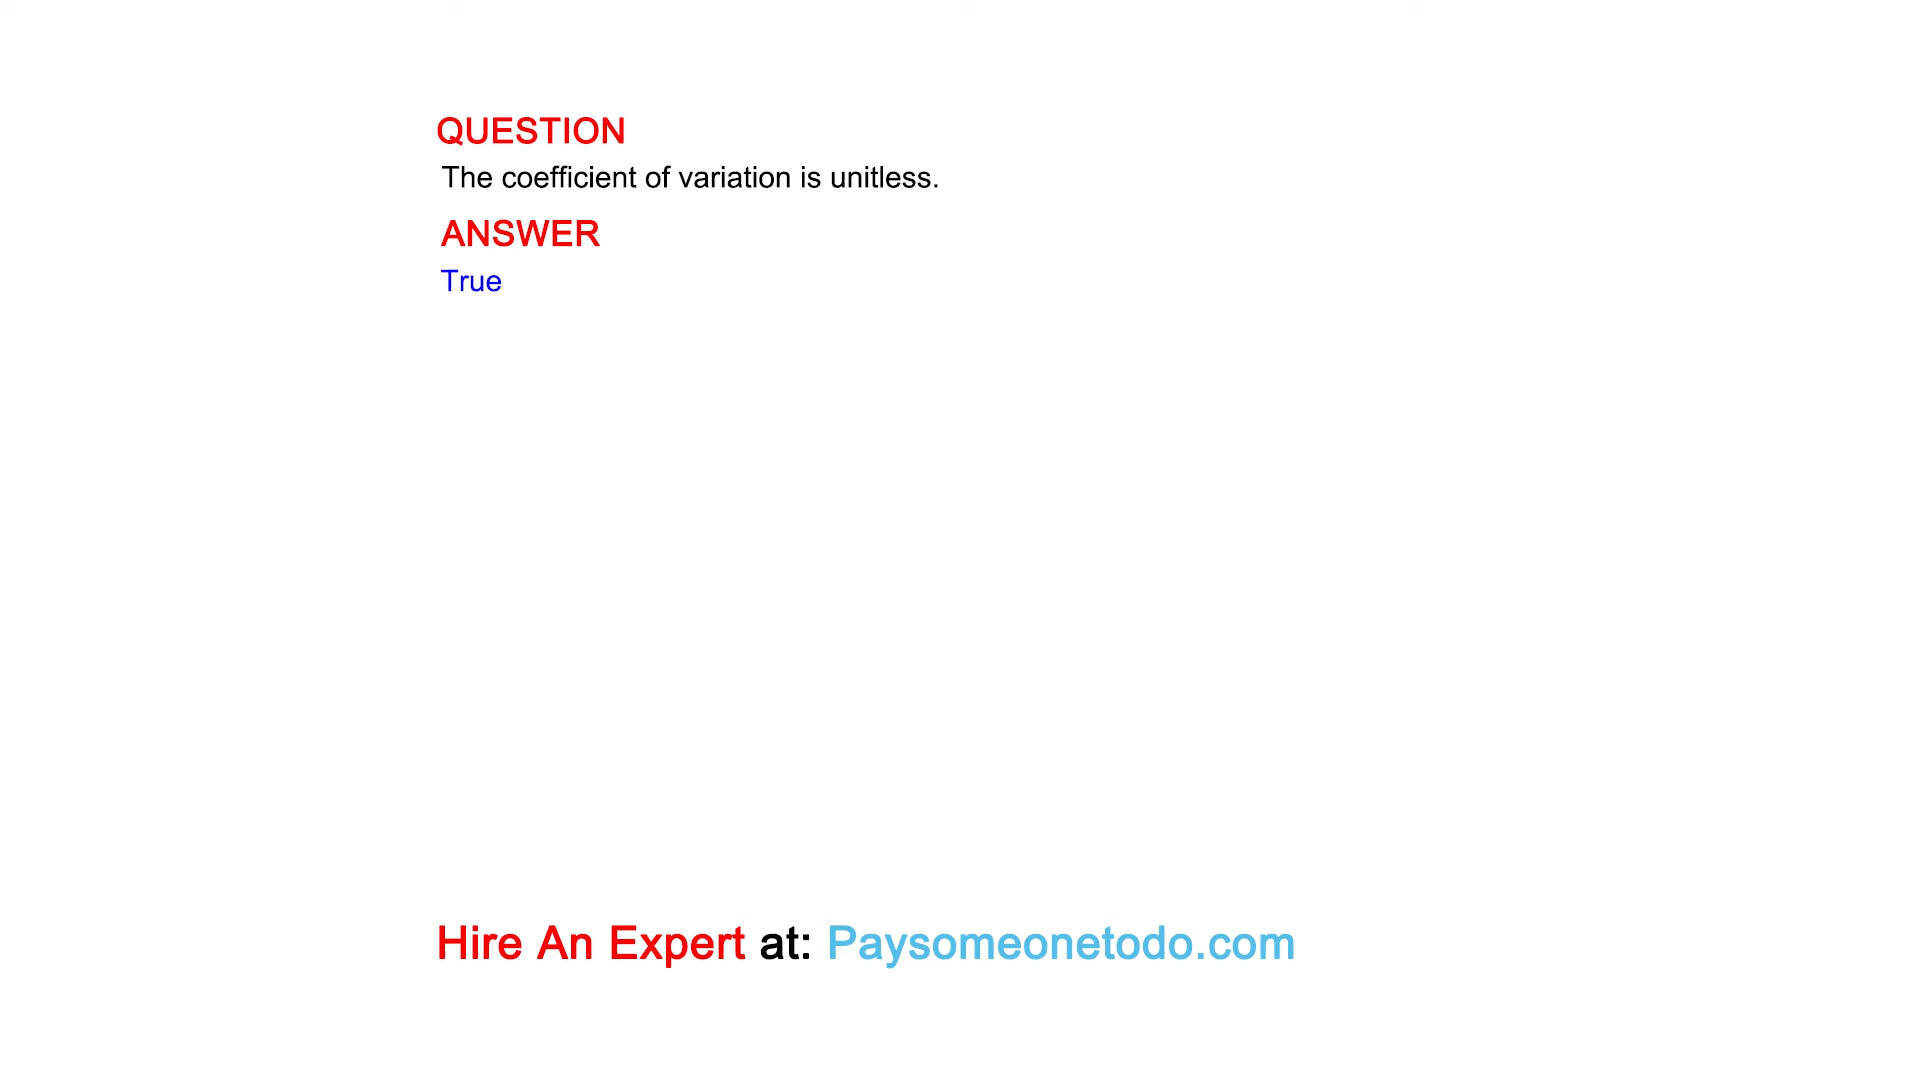 QUESTION
The coefficient of variation is unitless.
ANSWER
True
Hire An Expert at: Paysomeonetodo.com